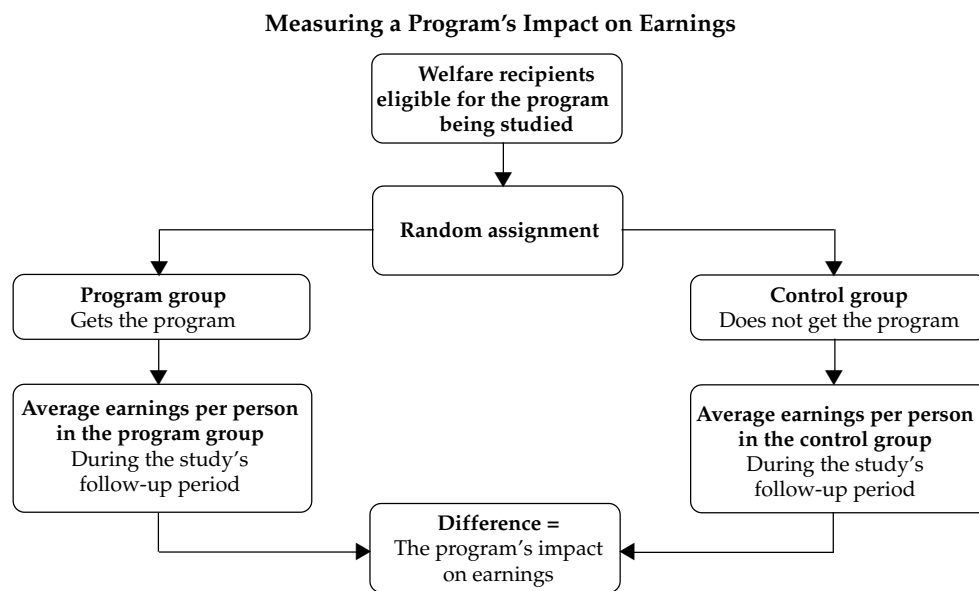 Measuring a Program's Impact on Earnings
Welfare recipients
eligible for the program
being studied
Random assignment
Program group
Gets the program
Control group
Does not get the program
Average earnings per person
in the program group
During the study's
follow-up period
Average earnings per person
in the control group
During the study's
follow-up period
Difference =
The program's impact
on earnings